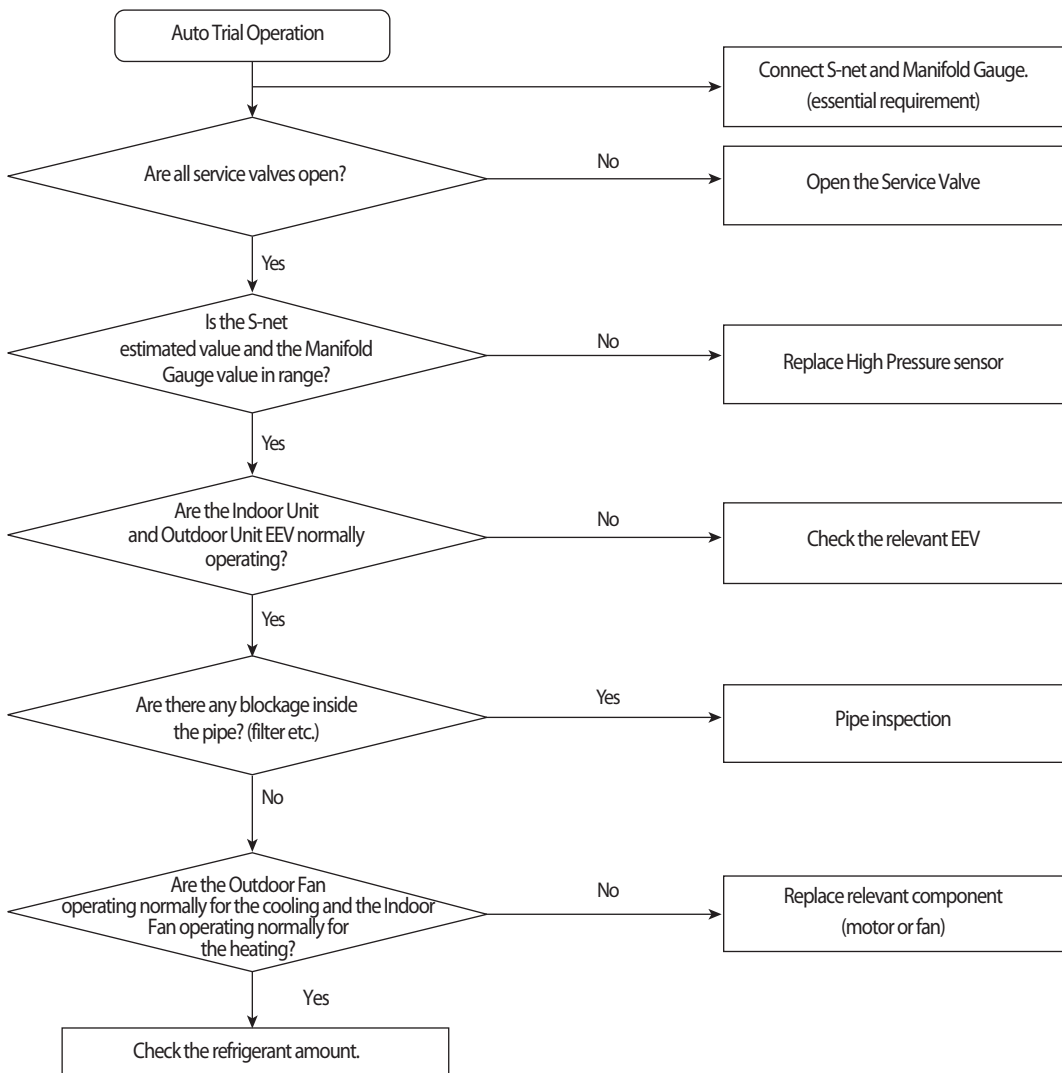 Auto Trial Operation
Connect S-net and Manifold Gauge.
(essential requirement)
Are all service valves open?
No
Open the Service Valve
Yes
Is the S-net
estimated value and the Manifold
Gauge value in range?
No
Replace High Pressure sensor
Yes
Are the Indoor Unit
and Outdoor Unit EEV normally
operating?
No
Check the relevant EEV
Yes
Are there any blockage inside
the pipe? (filter etc.)
Yes
Pipe inspection
No
Are the Outdoor Fan
operating normally for the cooling and the Indoor
Fan operating normally for
the heating?
No
Replace relevant component
(motor or fan)
Yes
Check the refrigerant amount.